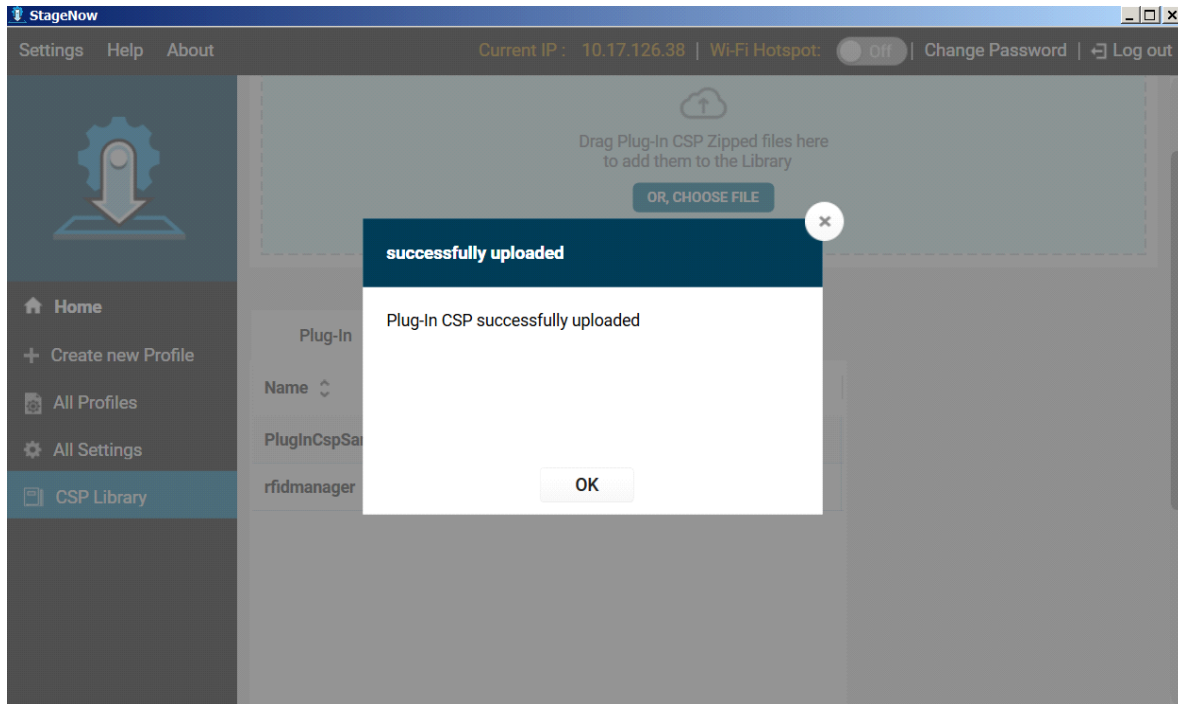 StageNow
Settings Help About Current IP : 10.17.126.38 | Wi-Fi Hotspot: Off | Change Password | Log out
Drag Plug-In CSP Zipped files here
to add them to the Library
OR, CHOOSE FILE
successfully uploaded
Plug-In CSP successfully uploaded
OK
Home
Create new Profile
All Profiles
All Settings
CSP Library
Plug-In
Name
PlugInCspSa
rfidmanager